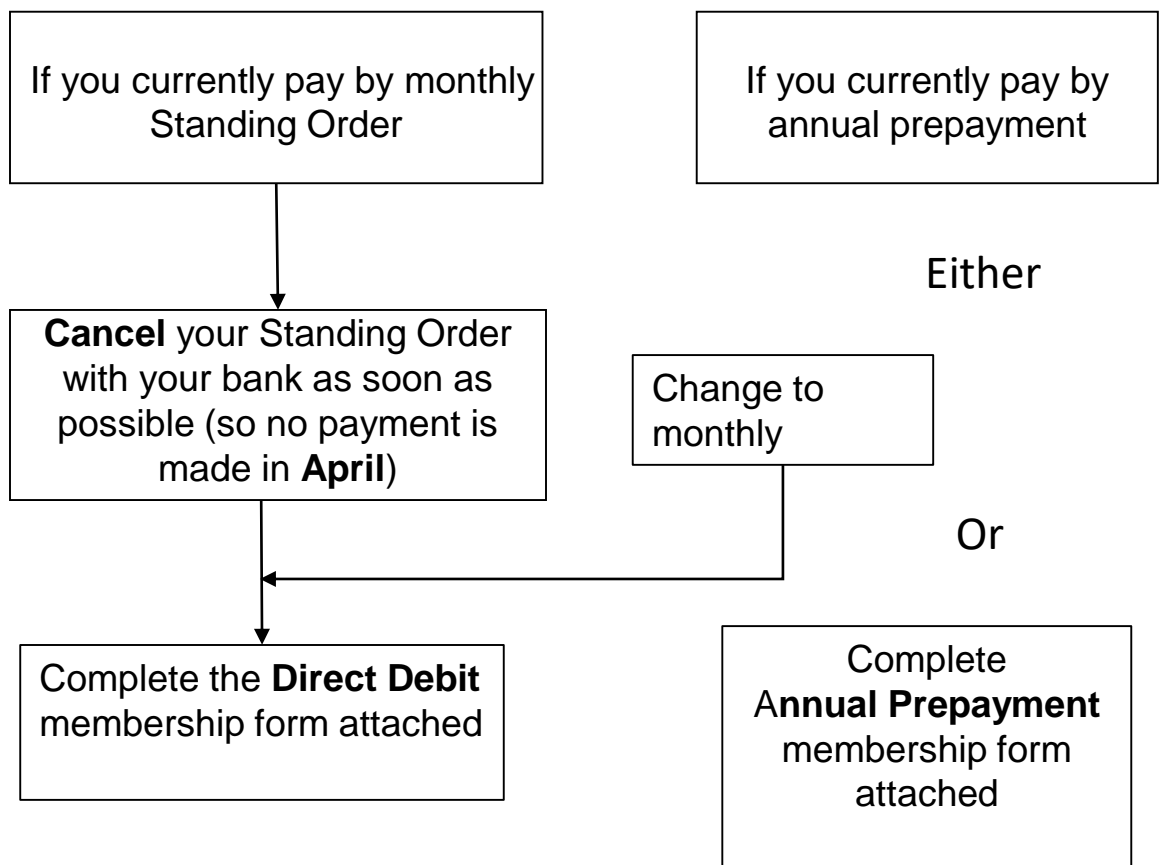 If you currently pay by monthly
Standing Order
If you currently pay by
annual prepayment
Either
Cancel your Standing Order
with your bank as soon as
possible (so no payment is
made in April)
Change to
monthly
Or
Complete the Direct Debit
membership form attached
Complete
Annual Prepayment
membership form
attached